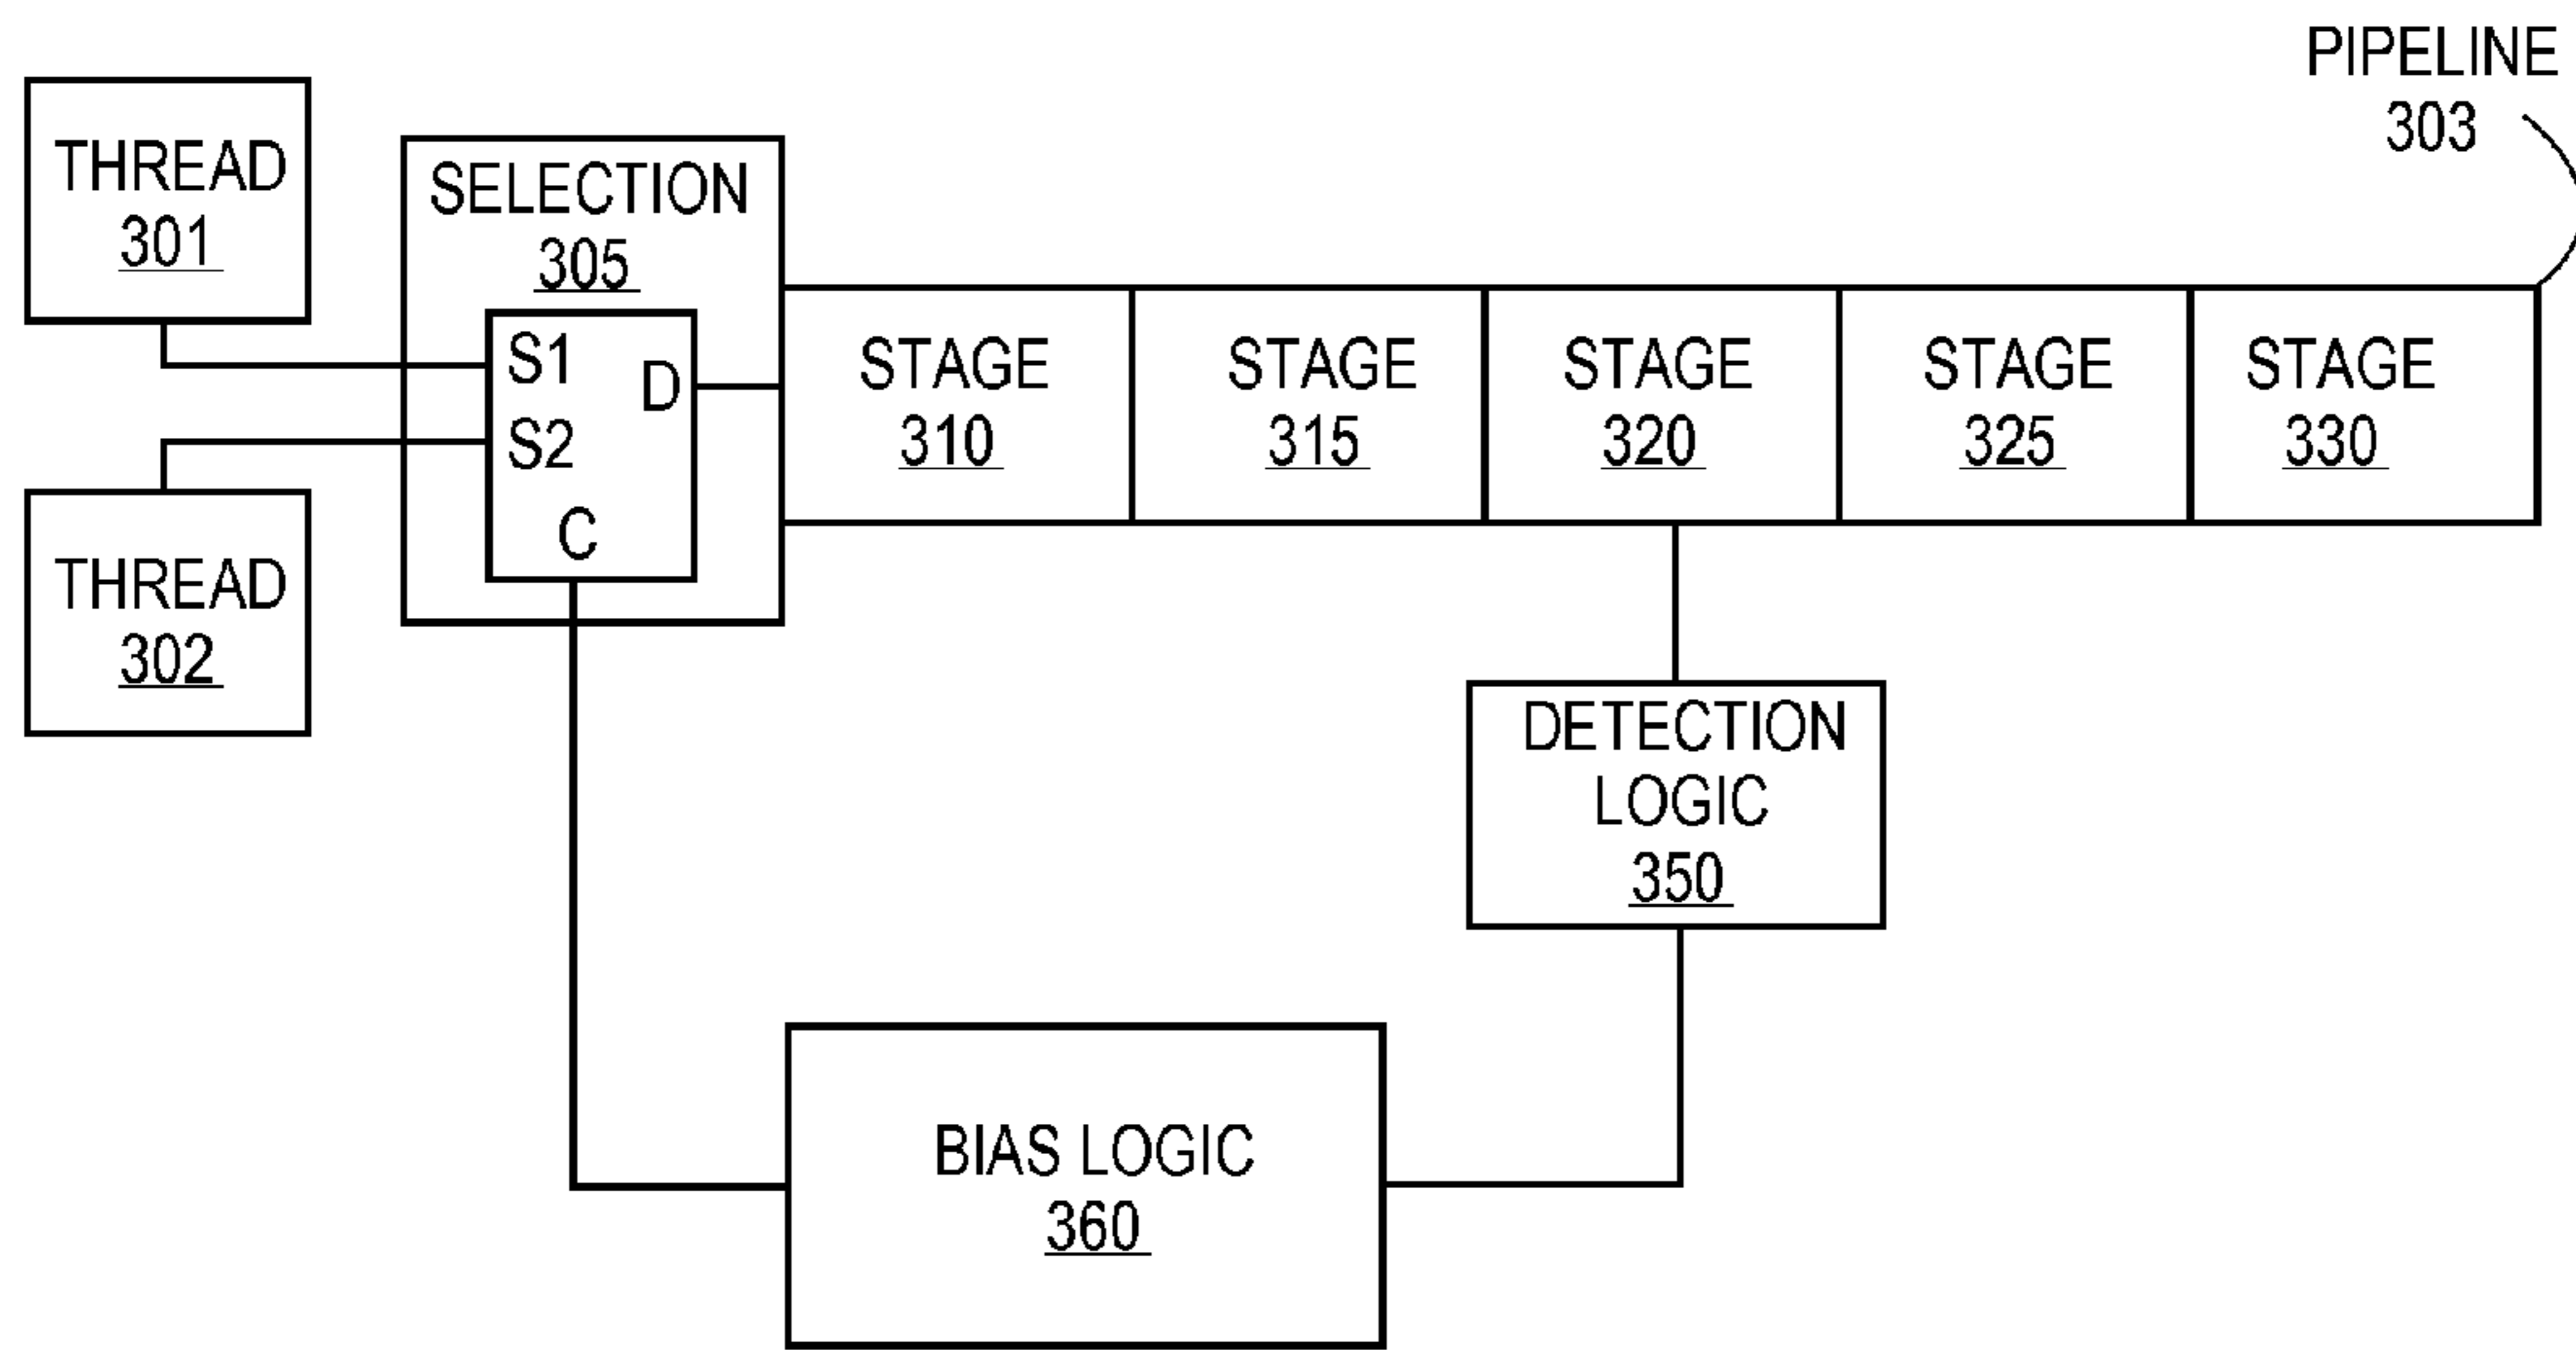 PIPELINE
303
THREAD
301
SELECTION
305
S1
D
S2
C
THREAD
302
STAGE
310
STAGE
315
STAGE
320
STAGE
325
STAGE
330
DETECTION
LOGIC
350
BIAS LOGIC
360